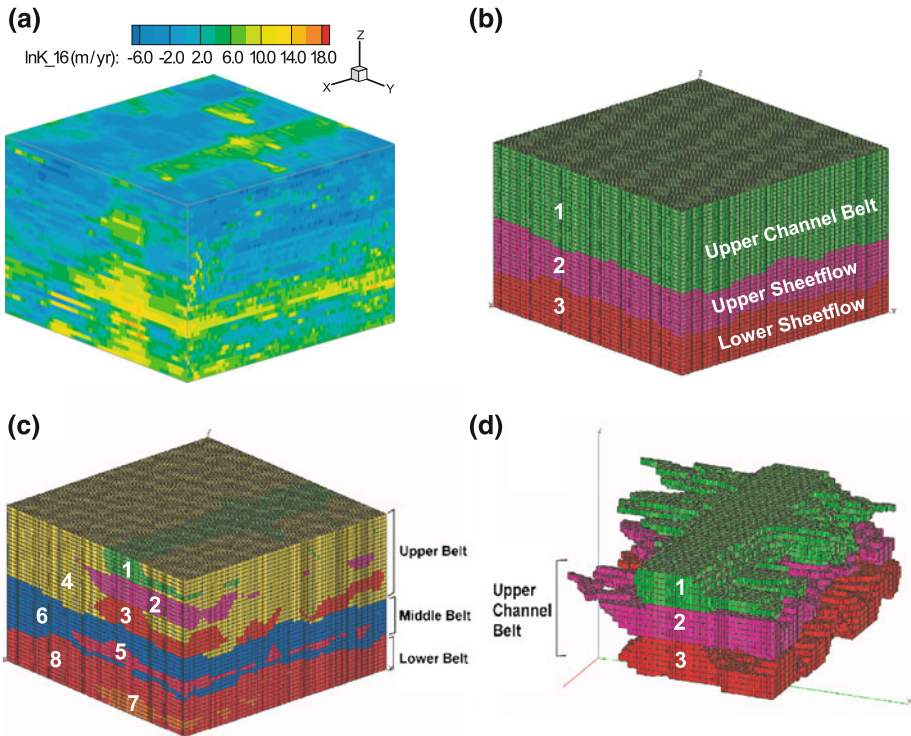 (a)
lnK_16(m/yr): -6.0 -2.0 2.0 6.0 10.0 14.0 18.0
Z
X
Y
(b)
Z
1
2
3
Upper Channel Belt
Upper Sheetflow
Lower Sheetflow
X
Y
(c)
Z
1
2
3
4
5
6
7
8
Upper Belt
Middle Belt
Lower Belt
(d)
Upper
Channel
Belt
1
2
3